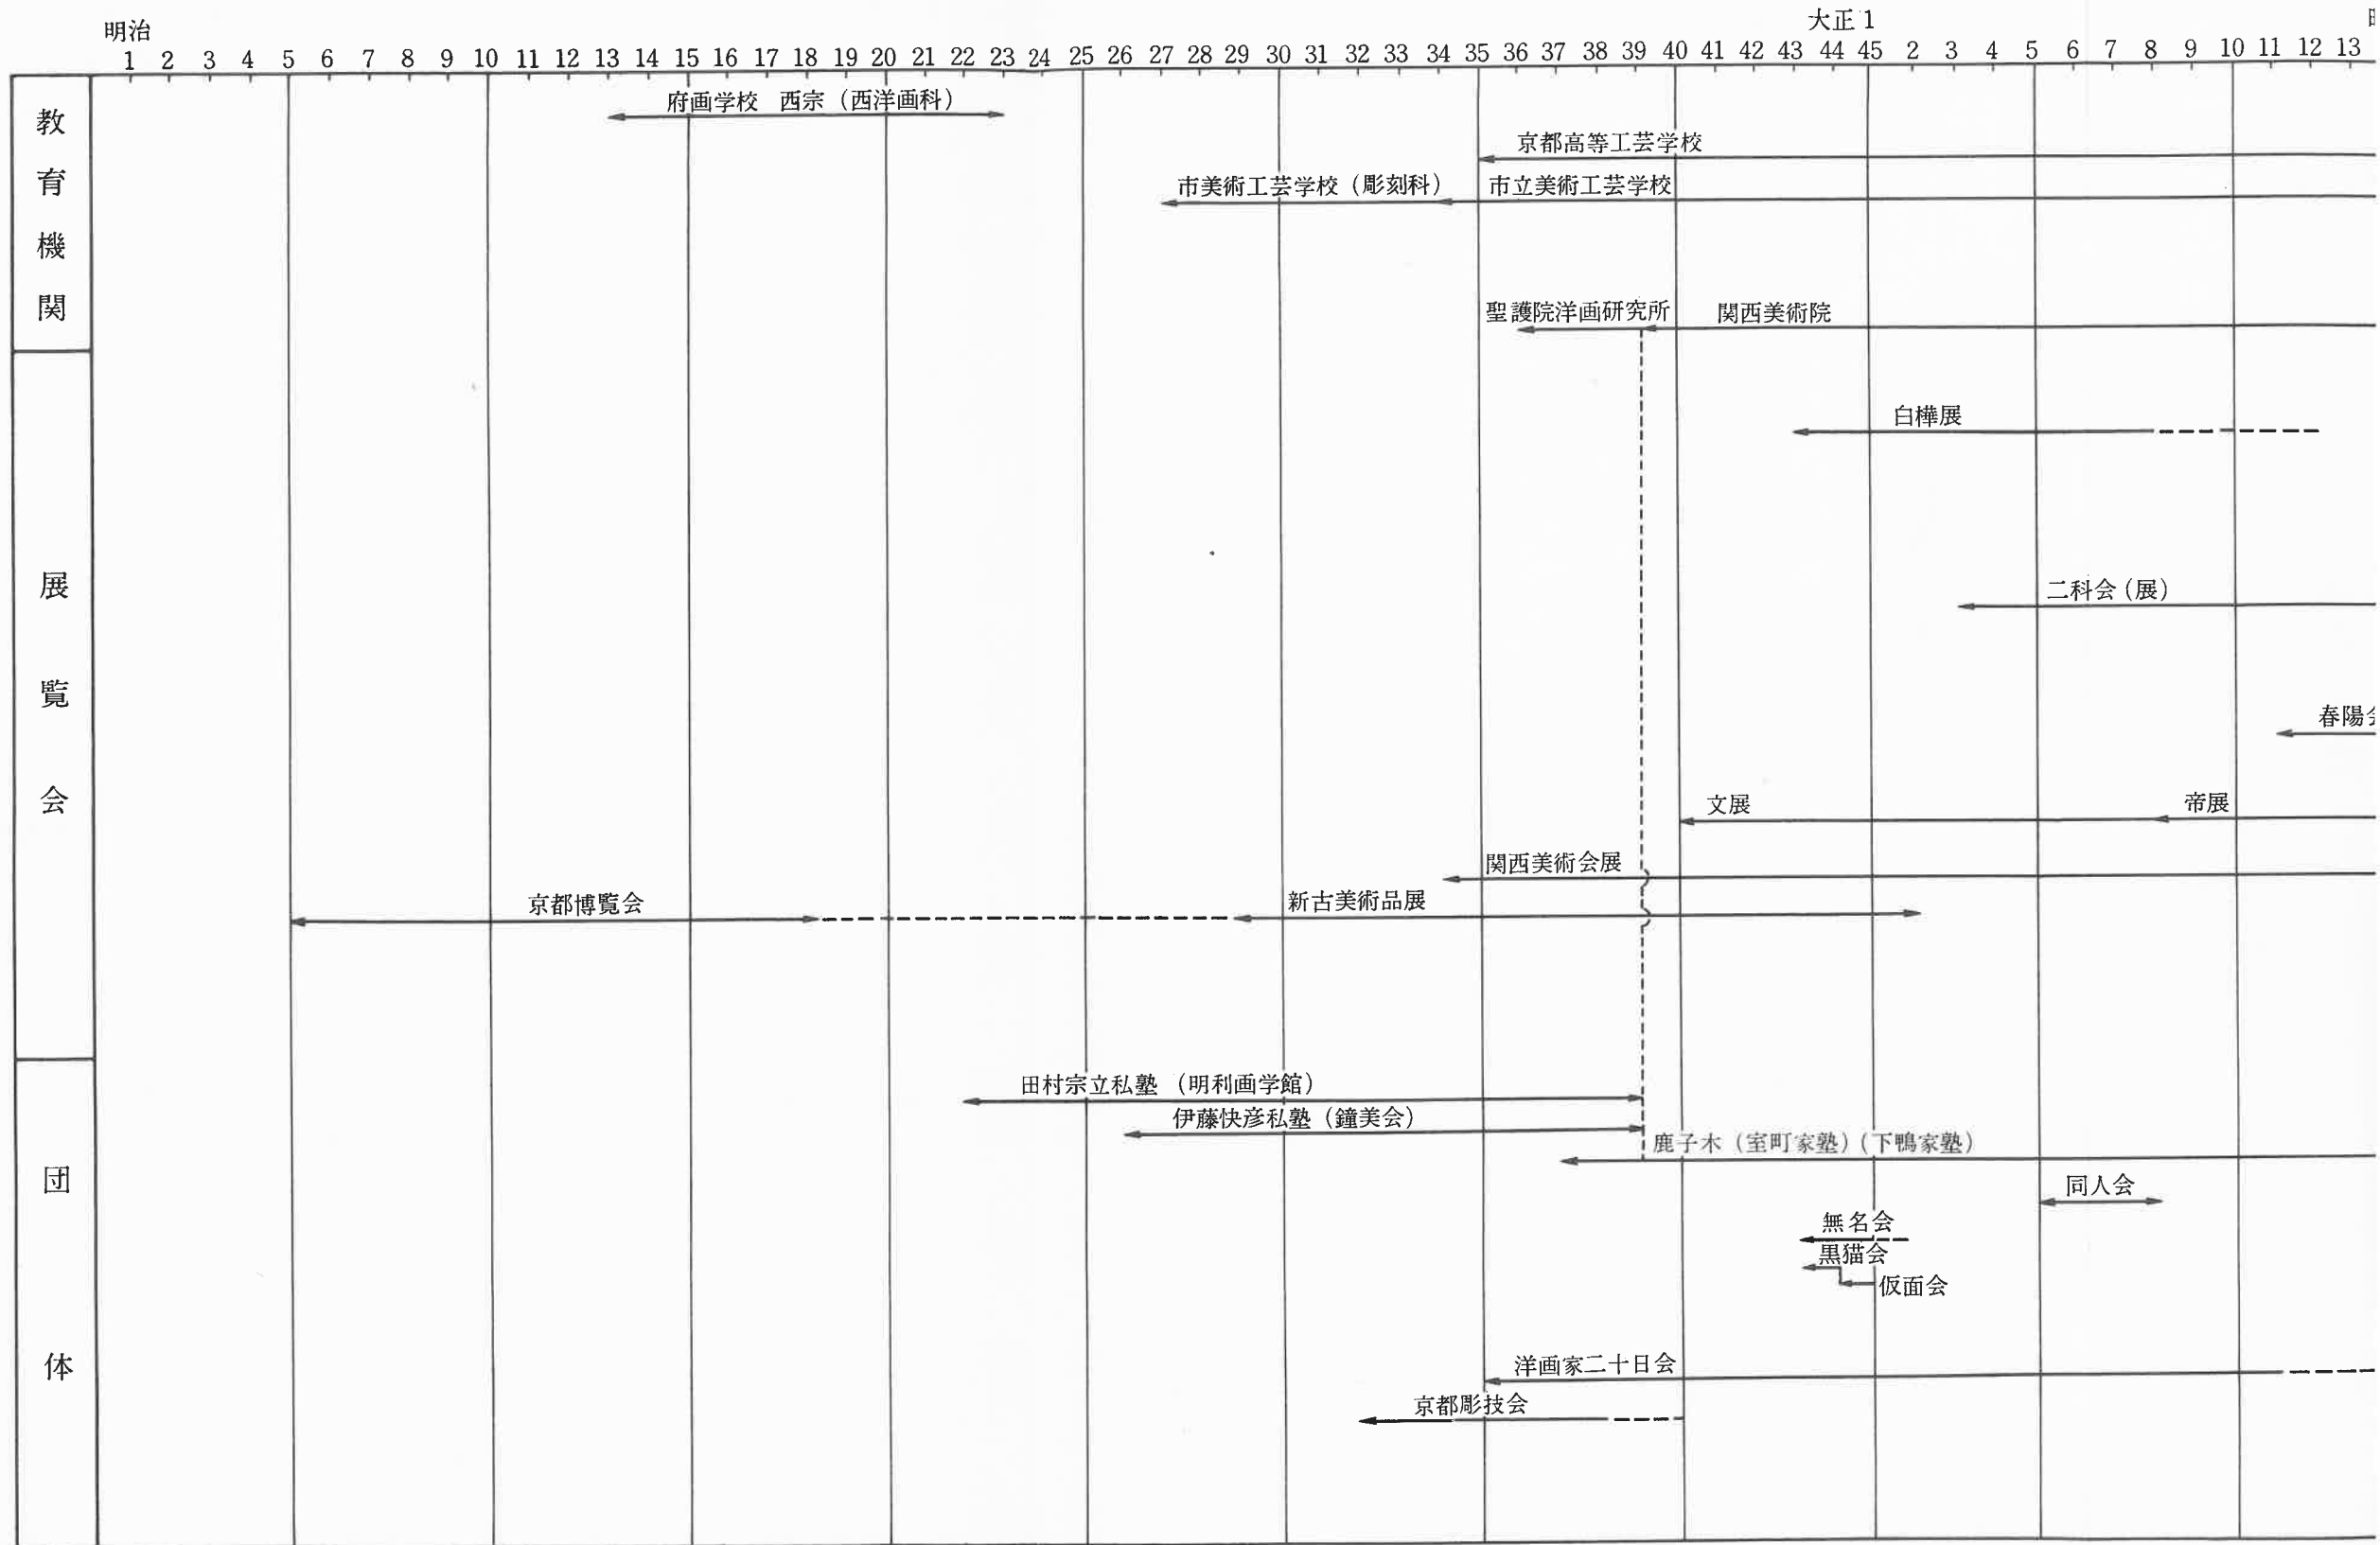 大正1
明治
1 2 3 4 5 6 7 8 9 10 11 12 13 14 15 16 17 18 19 20 21 22 23 24 25 26 27 28 29 30 31 32 33 34 35 36 37 38 39 40 41 42 43 44 45 2 3 4 5 6 7 8 9 10 11 12 13
教育機関
府画学校 西宗（西洋画科）
京都高等工芸学校
市美術工芸学校（彫刻科）
市立美術工芸学校
聖護院洋画研究所
関西美術院
展覧会
白樺展
二科会（展）
春陽
文展
帝展
関西美術会展
京都博覧会
新古美術品展
団体
田村宗立私塾（明利画学館）
伊藤快彦私塾（鐘美会）
鹿子木（室町家塾）（下鴨家塾）
同人会
無名会
黒猫会
仮面会
洋画家二十日会
京都彫技会